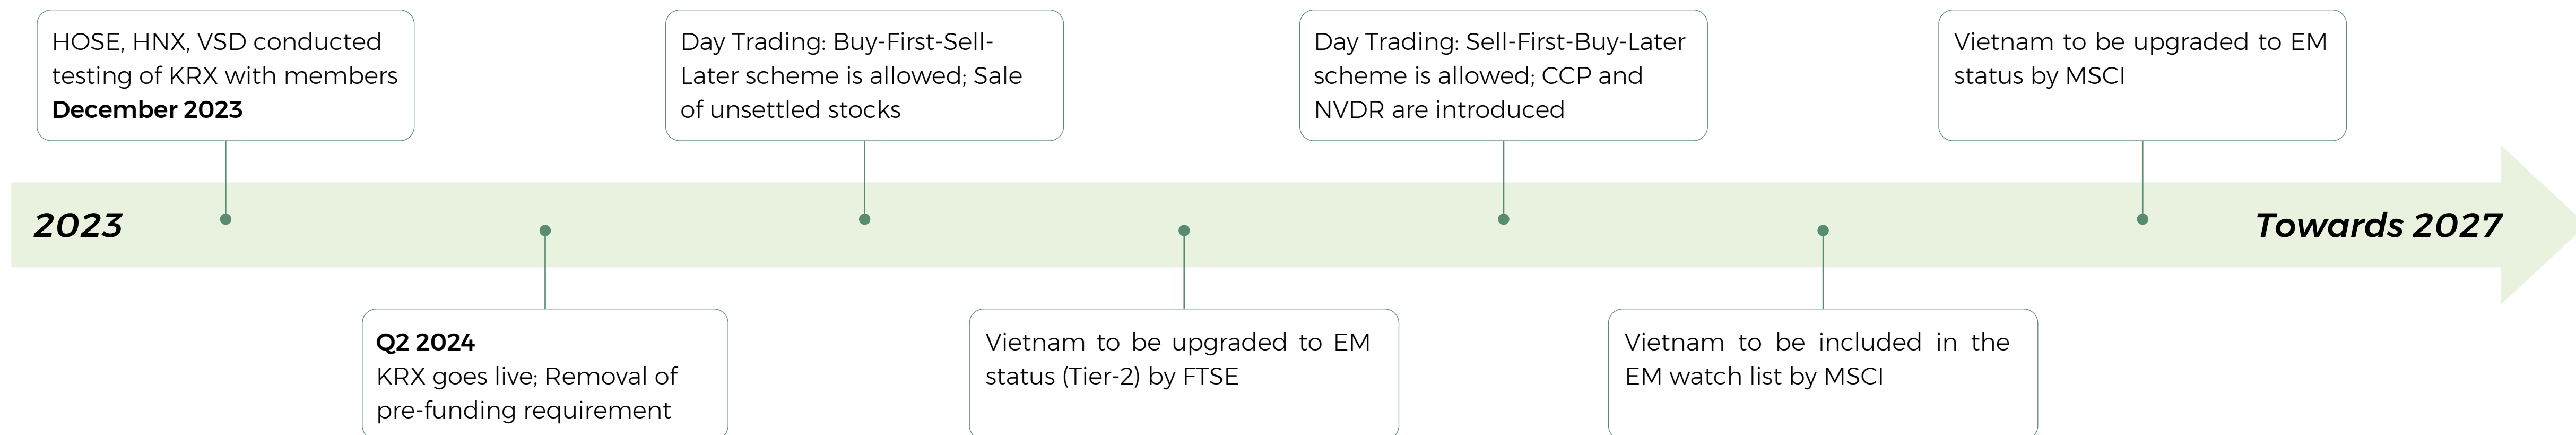 HOSE, HNX, VSD conducted
testing of KRX with members
December 2023
Day Trading: Buy-First-Sell-
Later scheme is allowed; Sale
of unsettled stocks
Day Trading: Sell-First-Buy-Later
scheme is allowed; CCP and
NVDR are introduced
Vietnam to be upgraded to EM
status by MSCI
2023
Towards 2027
Q2 2024
KRX goes live; Removal of
pre-funding requirement
Vietnam to be upgraded to EM
status (Tier-2) by FTSE
Vietnam to be included in the
EM watch list by MSCI